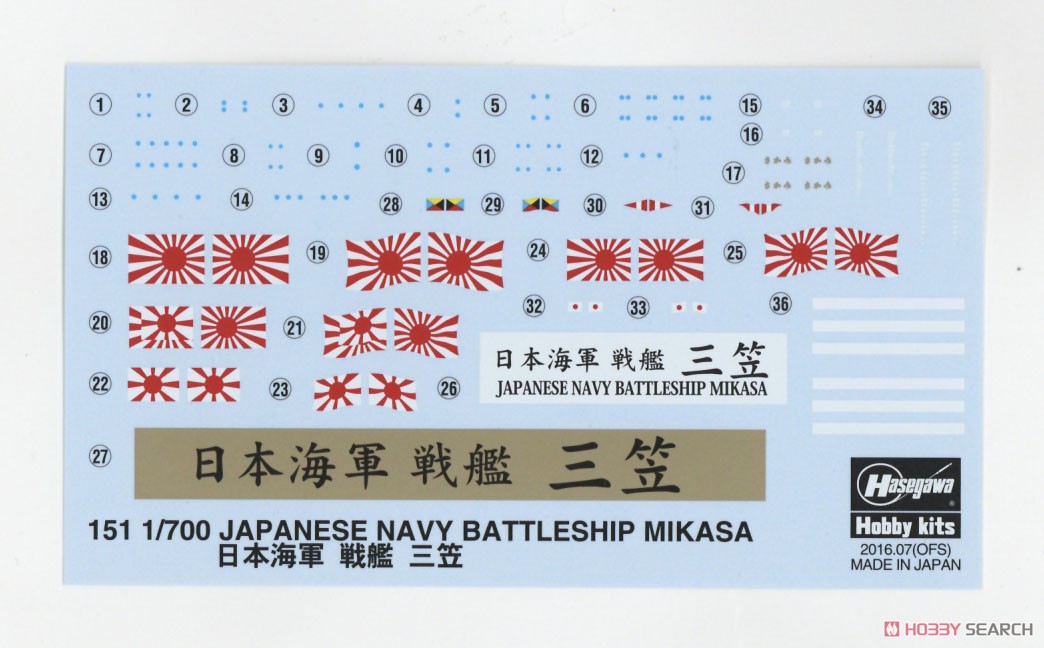 ① ② ③ ④ ⑤ ⑥ ⑮ ㉞ ㉟
⑯
⑦ ⑧ ⑨ ⑩ ⑪ ⑫
⑰
⑬ ⑭ ㉘ ㉙ ㉚ ㉛
⑱ ⑲ ㉔ ㉕
㉜ ㉝ ㊱
⑳ ㉑
日本海軍 戦艦 三笠
JAPANESE NAVY BATTLESHIP MIKASA
㉒ ㉓ ㉖
㉗
日本海軍 戦艦 三笠
151 1/700 JAPANESE NAVY BATTLESHIP MIKASA
日本海軍 戦艦 三笠
Hasegawa
Hobby kits
2016.07(OFS)
MADE IN JAPAN
HOBBY SEARCH